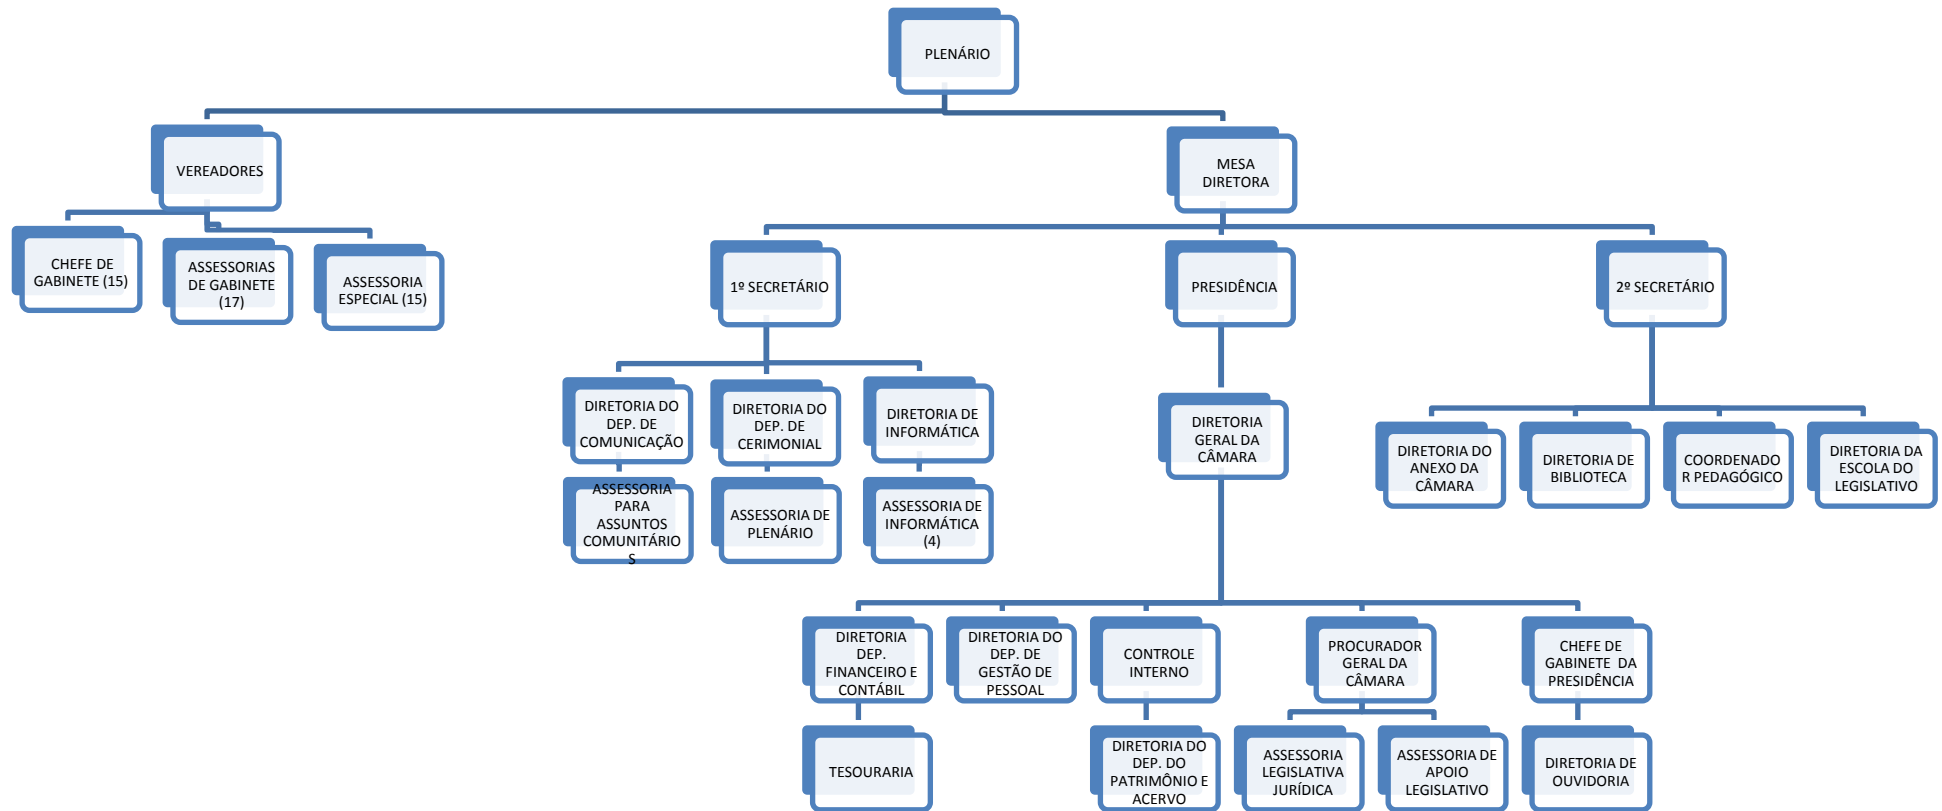 PLENÁRIO
VEREADORES
MESA
DIRETORA
CHEFE DE
GABINETE (15)
ASSESSORIAS
DE GABINETE
(17)
ASSESSORIA
ESPECIAL (15)
1º SECRETÁRIO
PRESIDÊNCIA
2º SECRETÁRIO
DIRETORIA DO
DEP. DE
COMUNICAÇÃO
DIRETORIA DO
DEP. DE
CERIMONIAL
DIRETORIA DE
INFORMÁTICA
DIRETORIA
GERAL DA
CÂMARA
DIRETORIA DO
ANEXO DA
CÂMARA
DIRETORIA DE
BIBLIOTECA
COORDENADO
R PEDAGÓGICO
DIRETORIA DA
ESCOLA DO
LEGISLATIVO
ASSESSORIA
PARA
ASSUNTOS
COMUNITÁRIO
S
ASSESSORIA DE
PLENÁRIO
ASSESSORIA DE
INFORMÁTICA
(4)
DIRETORIA
DEP.
FINANCEIRO E
CONTÁBIL
DIRETORIA DO
DEP. DE
GESTÃO DE
PESSOAL
CONTROLE
INTERNO
PROCURADOR
GERAL DA
CÂMARA
CHEFE DE
GABINETE DA
PRESIDÊNCIA
TESOURARIA
DIRETORIA DO
DEP. DO
PATRIMÔNIO E
ACERVO
ASSESSORIA
LEGISLATIVA
JURÍDICA
ASSESSORIA DE
APOIO
LEGISLATIVO
DIRETORIA DE
OUVIDORIA